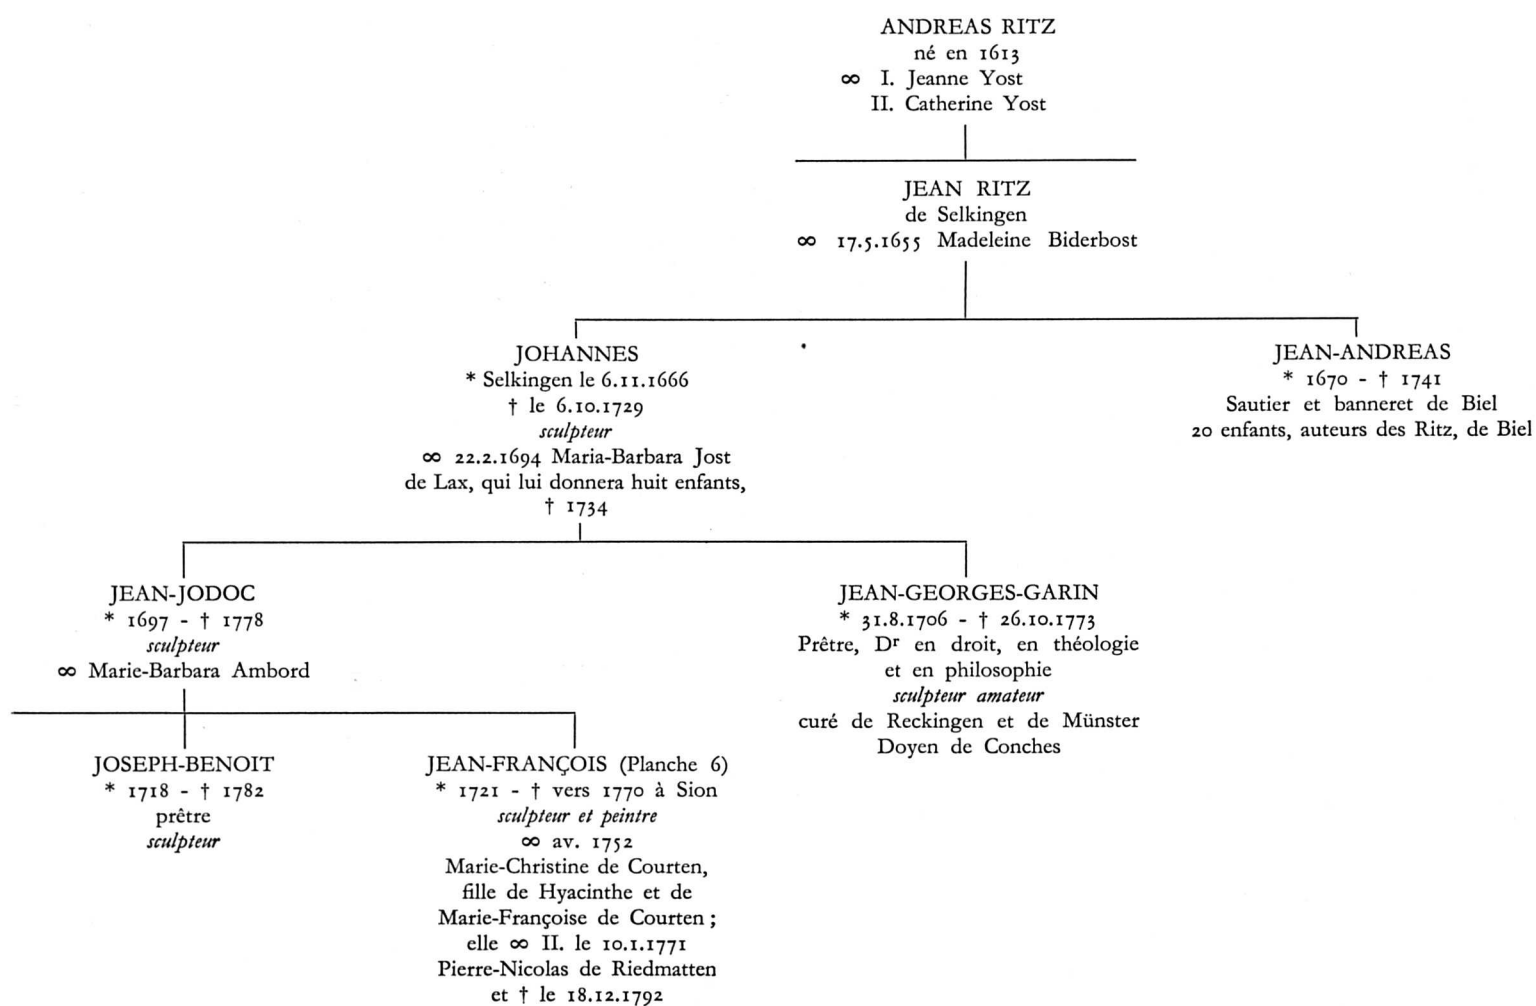 ANDREAS RITZ
né en 1613
∞ I. Jeanne Yost
II. Catherine Yost
JEAN RITZ
de Selkingen
∞ 17.5.1655 Madeleine Biderbost
JOHANNES
* Selkingen le 6.11.1666
† le 6.10.1729
sculpteur
∞ 22.2.1694 Maria-Barbara Jost
de Lax, qui lui donnera huit enfants,
† 1734
JEAN-ANDREAS
* 1670 - † 1741
Sautier et banneret de Biel
20 enfants, auteurs des Ritz, de Biel
JEAN-JODOC
* 1697 - † 1778
sculpteur
∞ Marie-Barbara Ambord
JEAN-GEORGES-GARIN
* 31.8.1706 - † 26.10.1773
Prêtre, Dr en droit, en théologie
et en philosophie
sculpteur amateur
curé de Reckingen et de Münster
Doyen de Conches
JOSEPH-BENOIT
* 1718 - † 1782
prêtre
sculpteur
JEAN-FRANÇOIS (Planche 6)
* 1721 - † vers 1770 à Sion
sculpteur et peintre
∞ av. 1752
Marie-Christine de Courten,
fille de Hyacinthe et de
Marie-Françoise de Courten ;
elle ∞ II. le 10.1.1771
Pierre-Nicolas de Riedmatten
et † le 18.12.1792